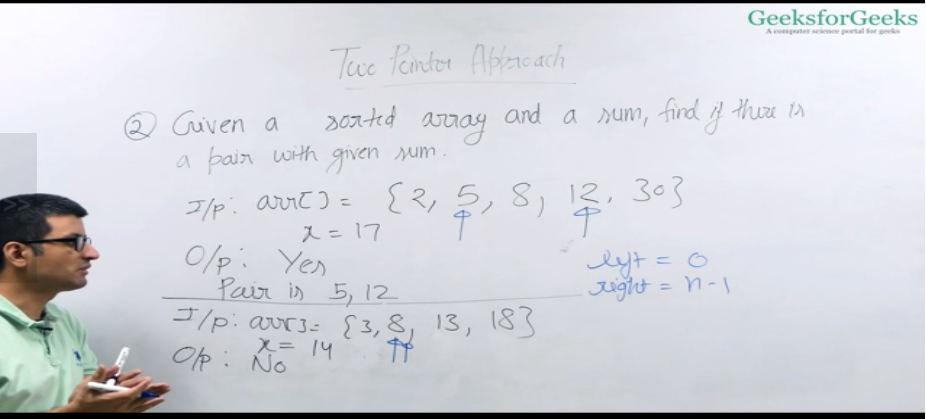 GeeksforGeeks
A computer science portal for geeks
Two Pointer Approach
② Given a sorted array and a sum, find if there is
a pair with given sum.
I/p: arr[] = {2, 5, 8, 12, 30}
x = 17
O/p: Yes
Pair is 5, 12
left = 0
right = n-1
I/p: arr[] = {3, 8, 13, 18}
x = 14
O/p: No